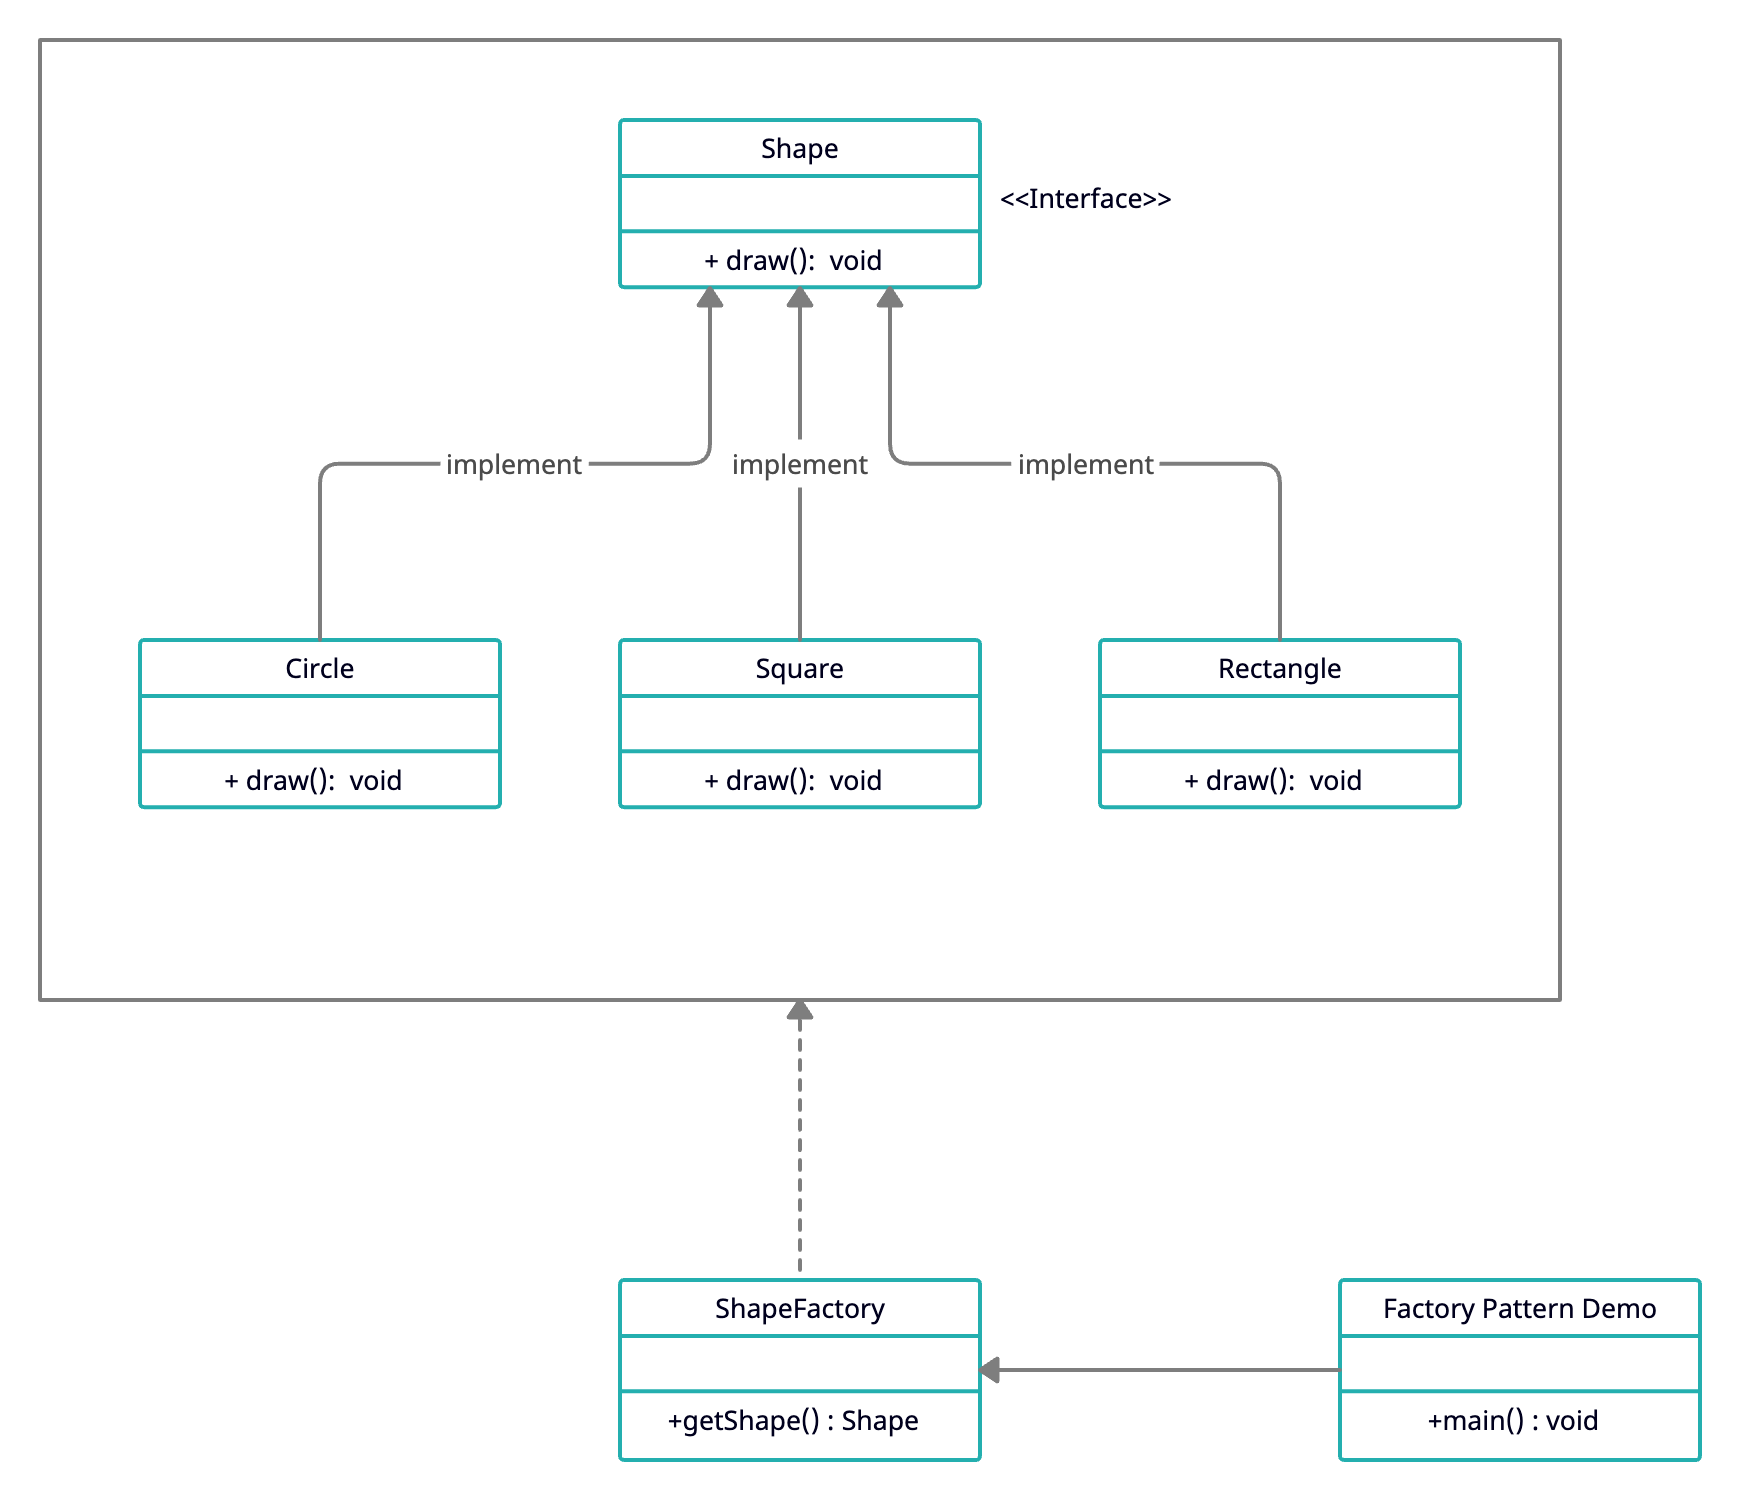 Shape
<<Interface>>
+ draw():  void
implement
implement
implement
Circle
Square
Rectangle
+ draw():  void
+ draw():  void
+ draw():  void
ShapeFactory
Factory Pattern Demo
+getShape() : Shape
+main() : void